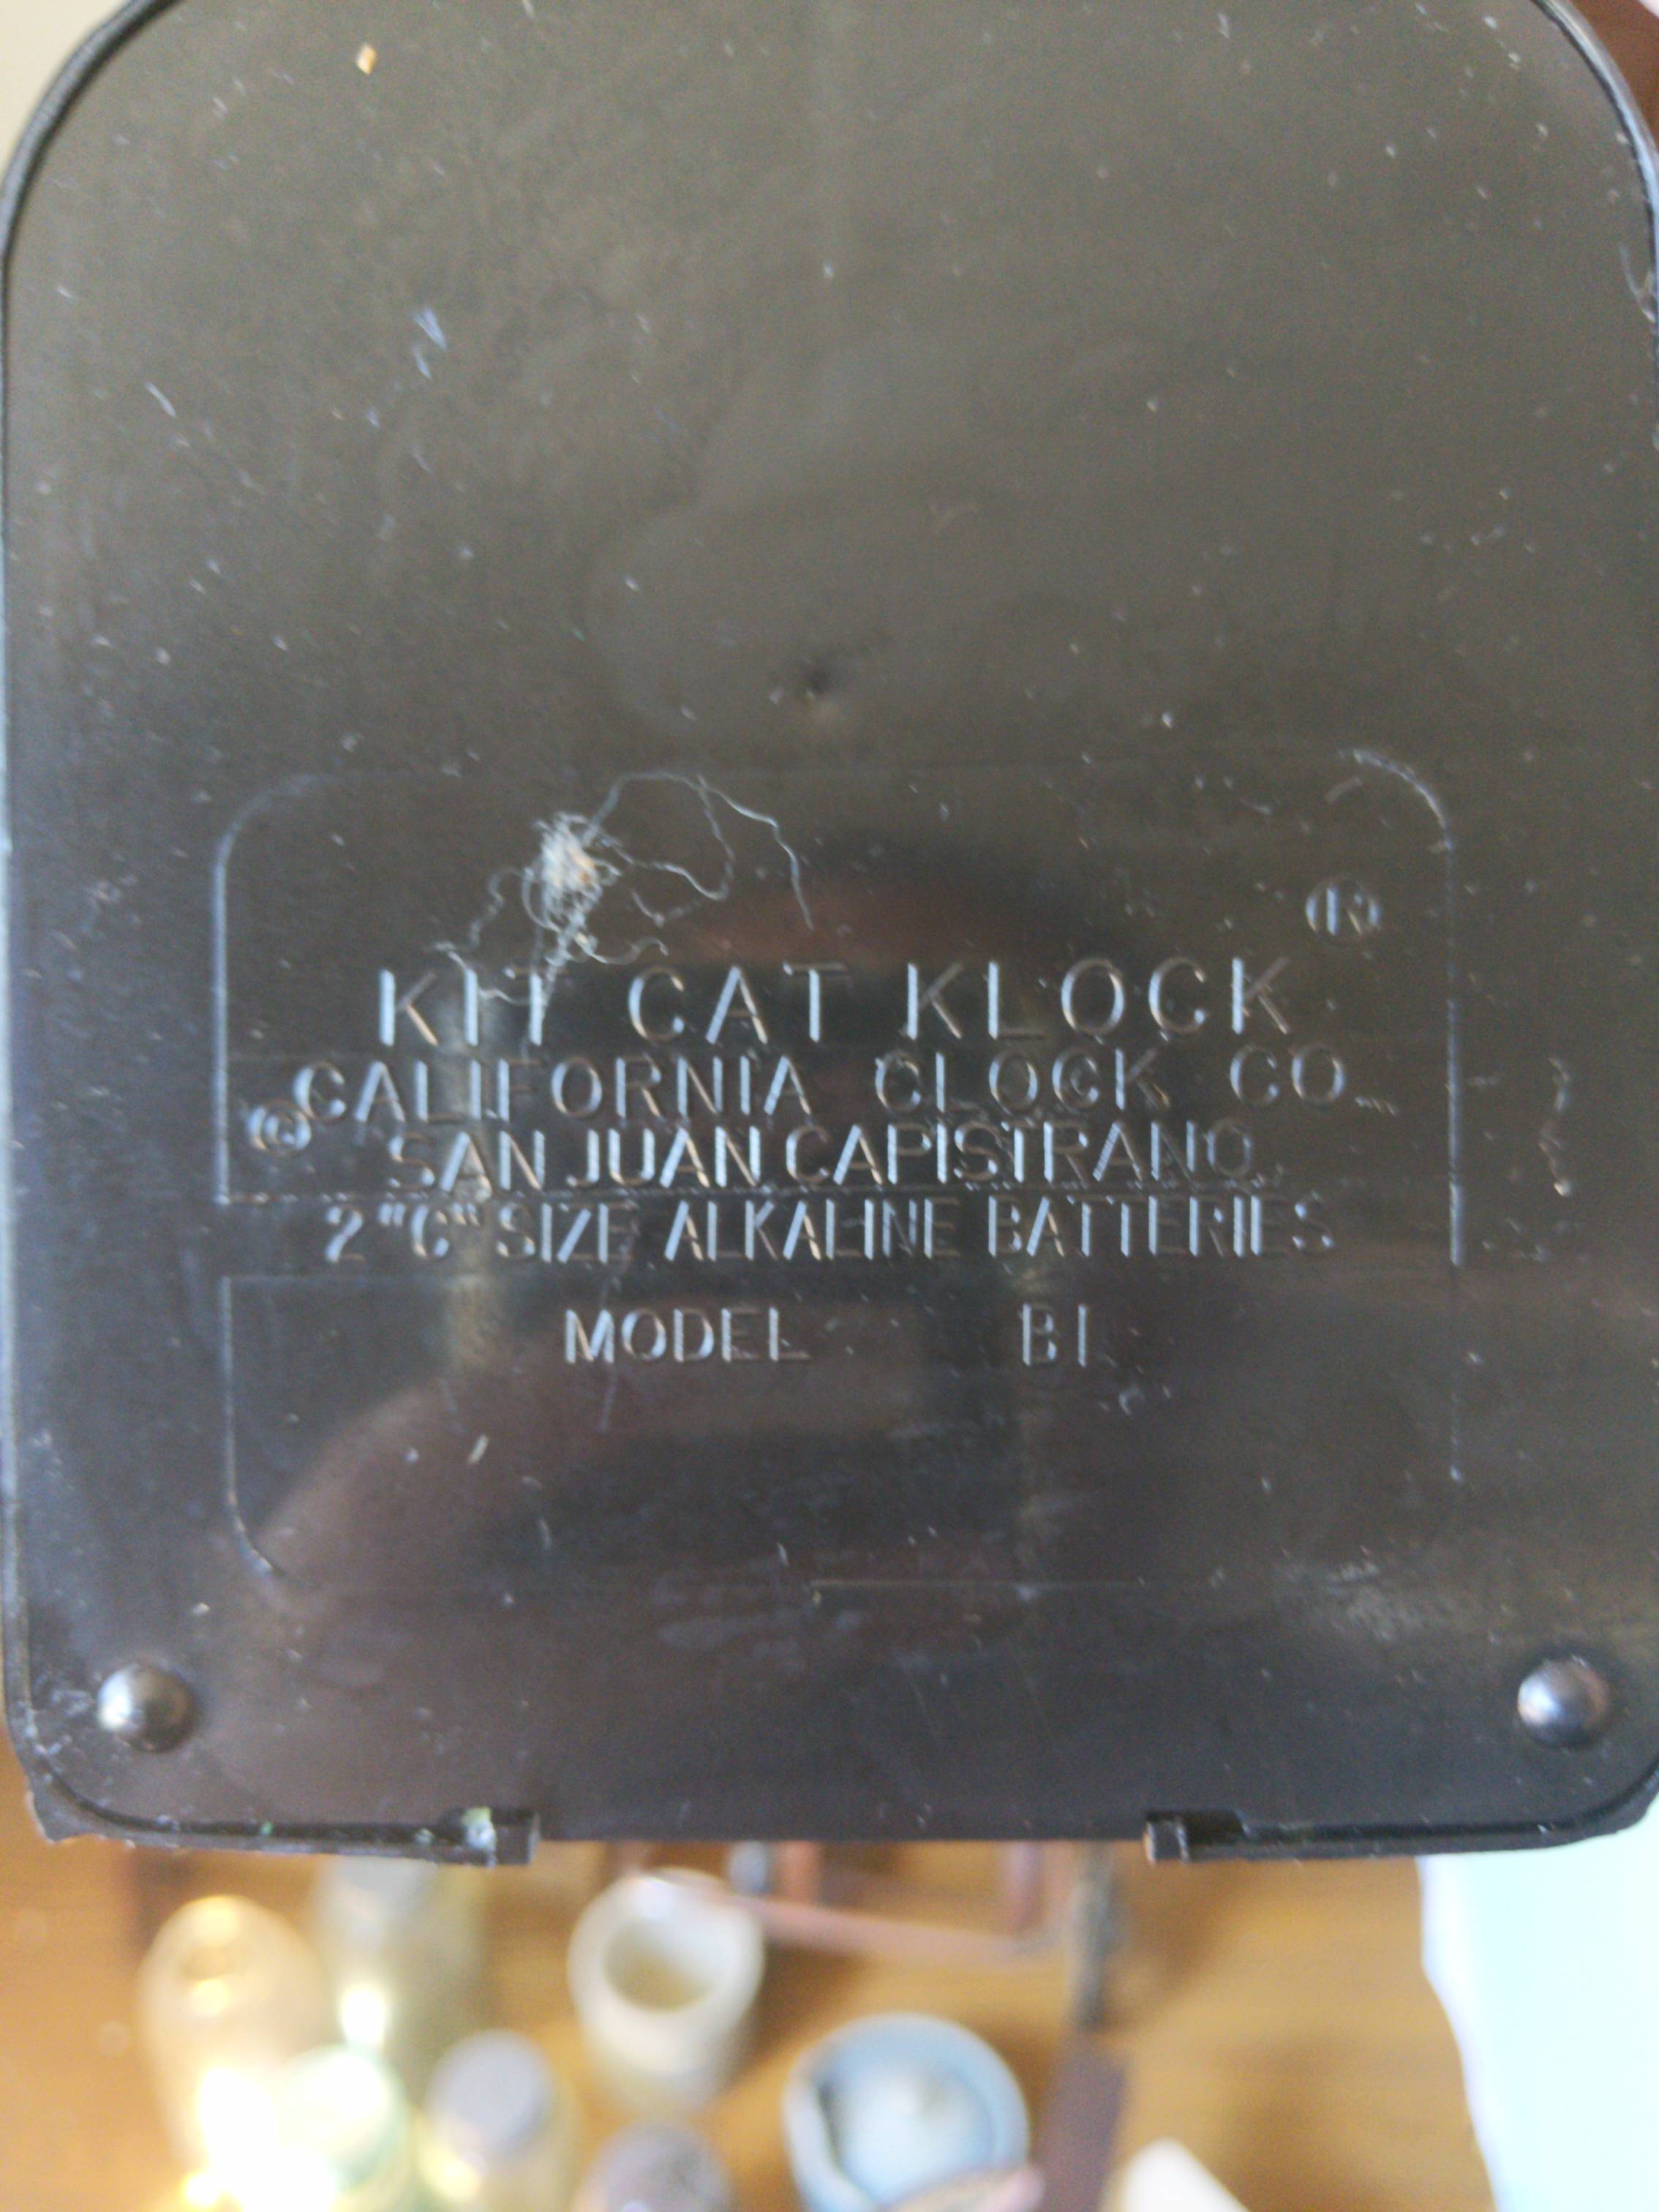 ®
KIT CAT KLOCK
CALIFORNIA CLOCK CO.
©
SAN JUAN CAPISTRANO.
2 "C" SIZE ALKALINE BATTERIES
MODEL B1